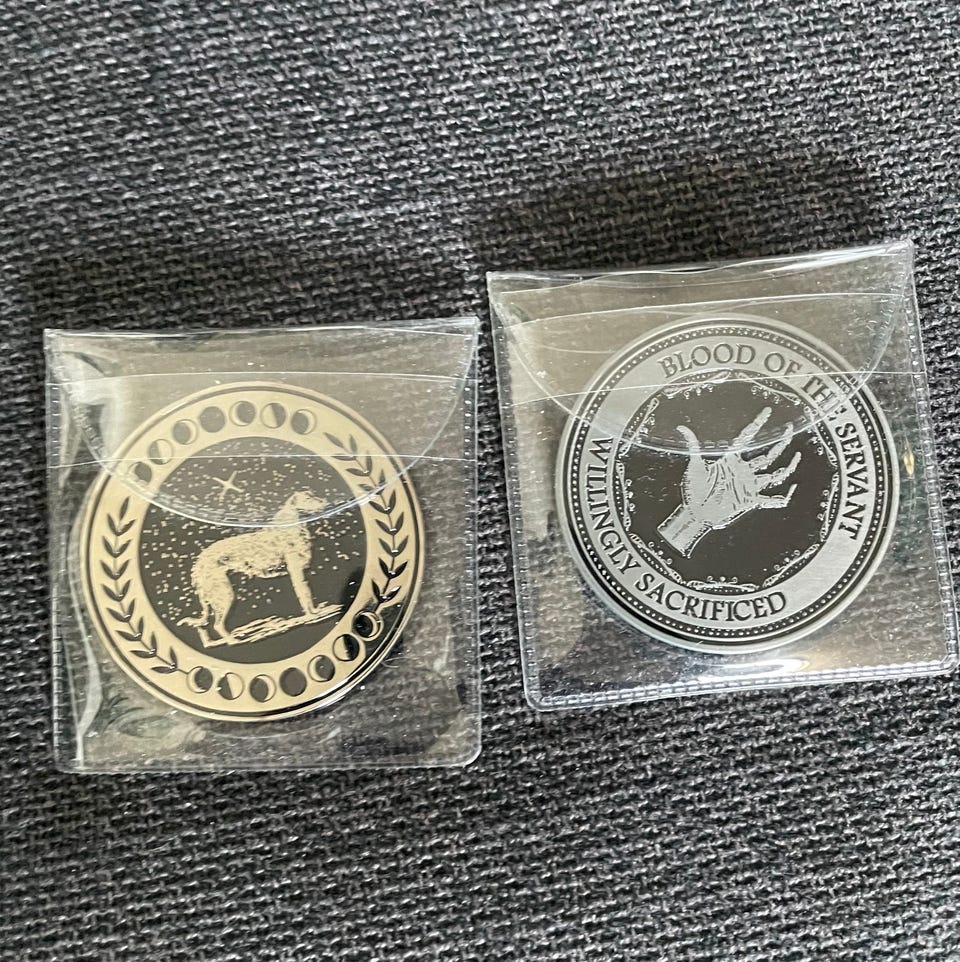 BLOOD OF THE SERVANT
WILLINGLY SACRIFICED